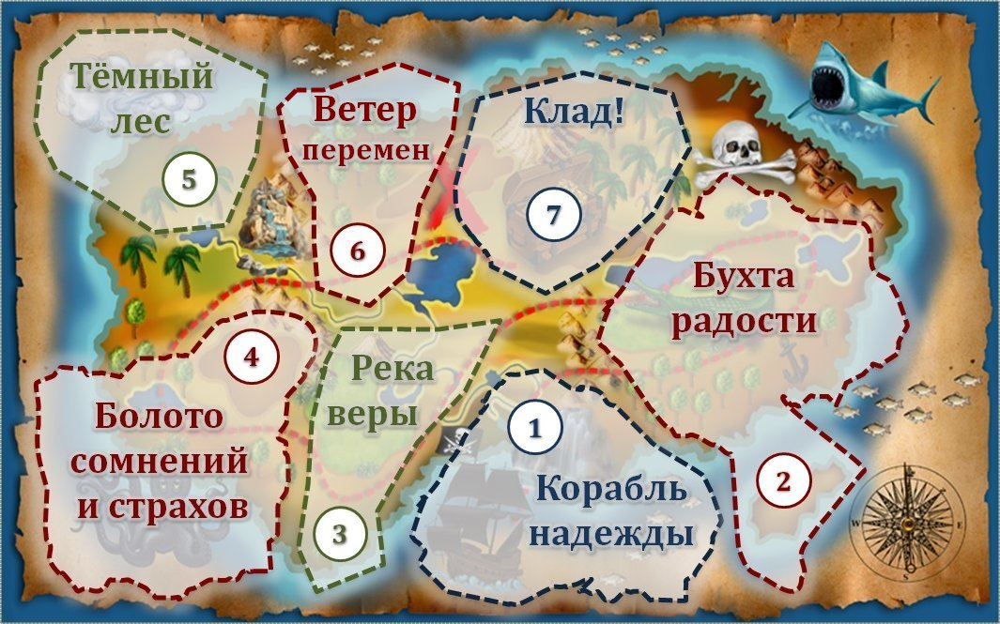 Тёмный
лес
5
Ветер
перемен
6
Клад!
7
Бухта
радости
2
4
Болото
сомнений
и страхов
Река
веры
3
1
Корабль
надежды
W
E
S